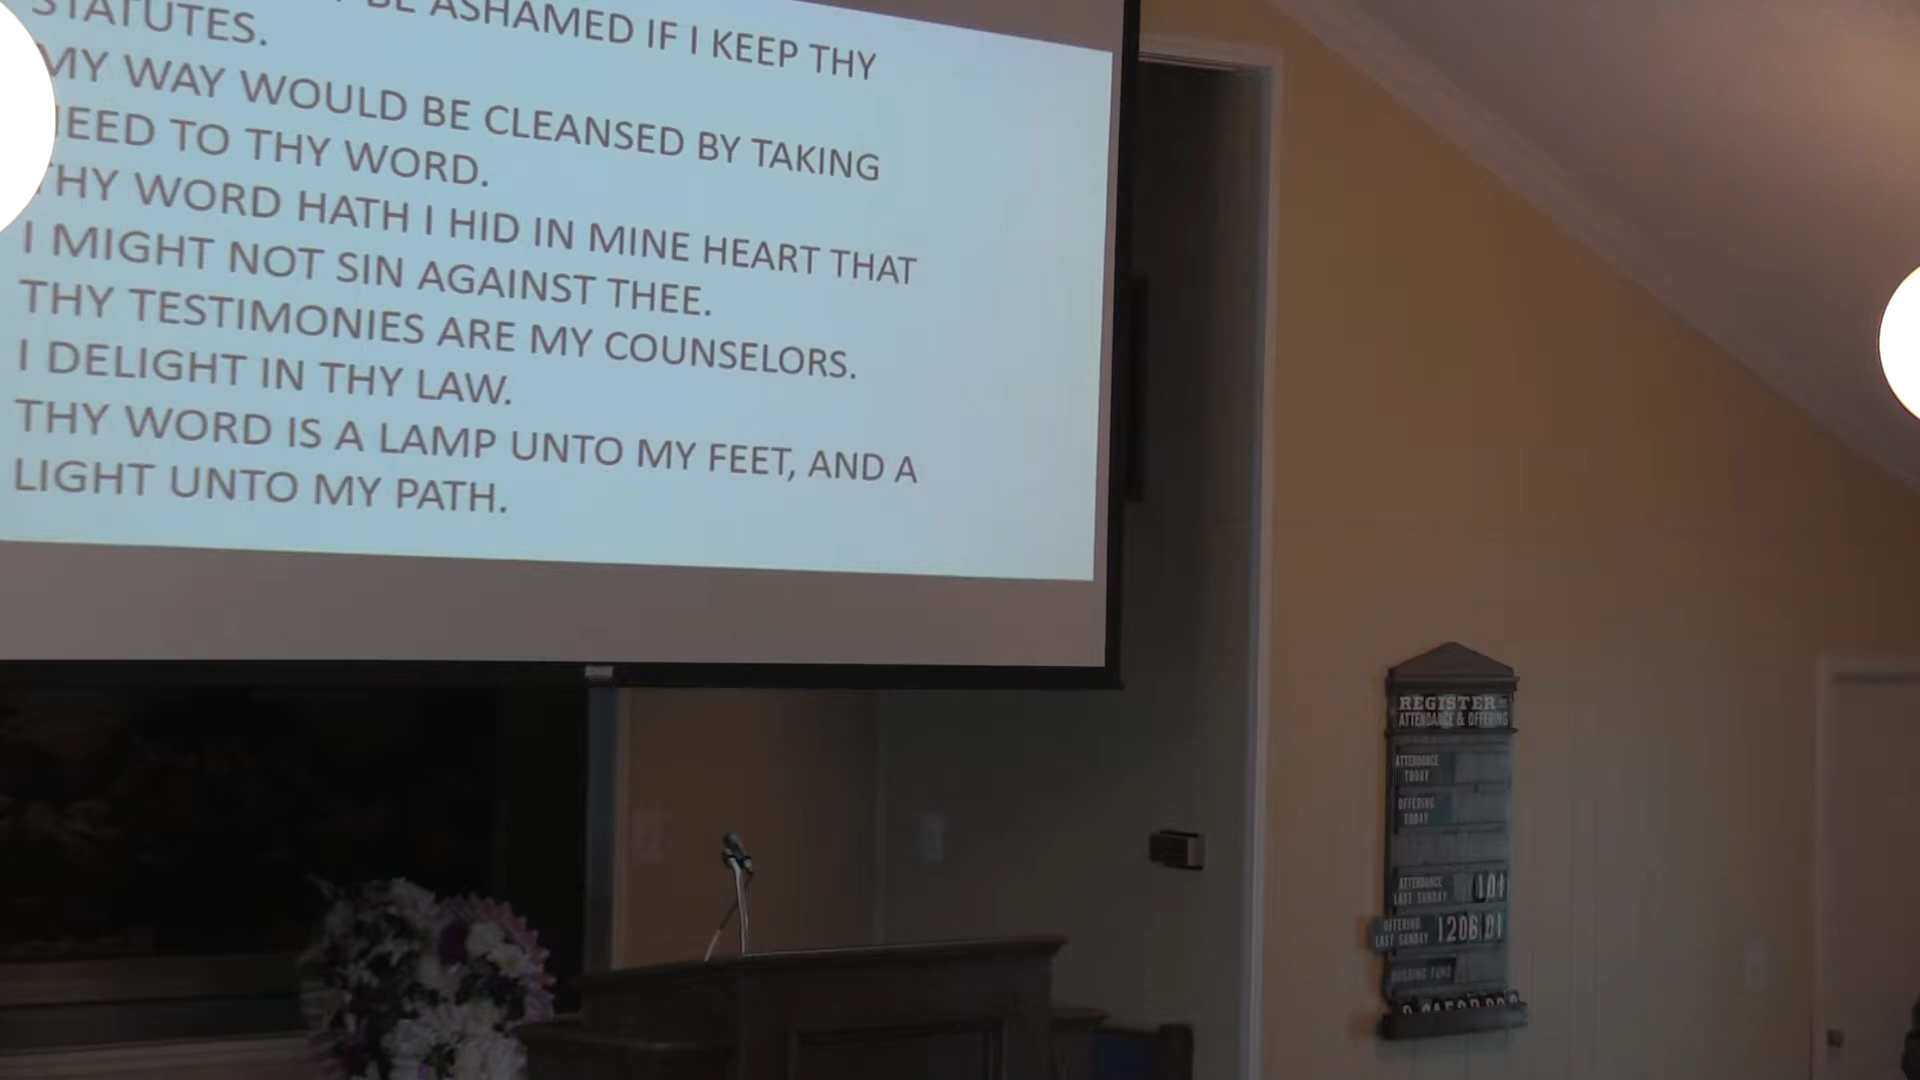 BE ASHAMED IF I KEEP THY
STATUTES.
MY WAY WOULD BE CLEANSED BY TAKING
EED TO THY WORD.
THY WORD HATH I HID IN MINE HEART THAT
I MIGHT NOT SIN AGAINST THEE.
THY TESTIMONIES ARE MY COUNSELORS.
I DELIGHT IN THY LAW.
THY WORD IS A LAMP UNTO MY FEET, AND A
LIGHT UNTO MY PATH.
REGISTER
ATTENDANCE & OFFERING
ATTENDANCE
TODAY
OFFERING
TODAY
ATTENDANCE
LAST SUNDAY 101
OFFERING
LAST SUNDAY 1206 01
BUILDING FUND